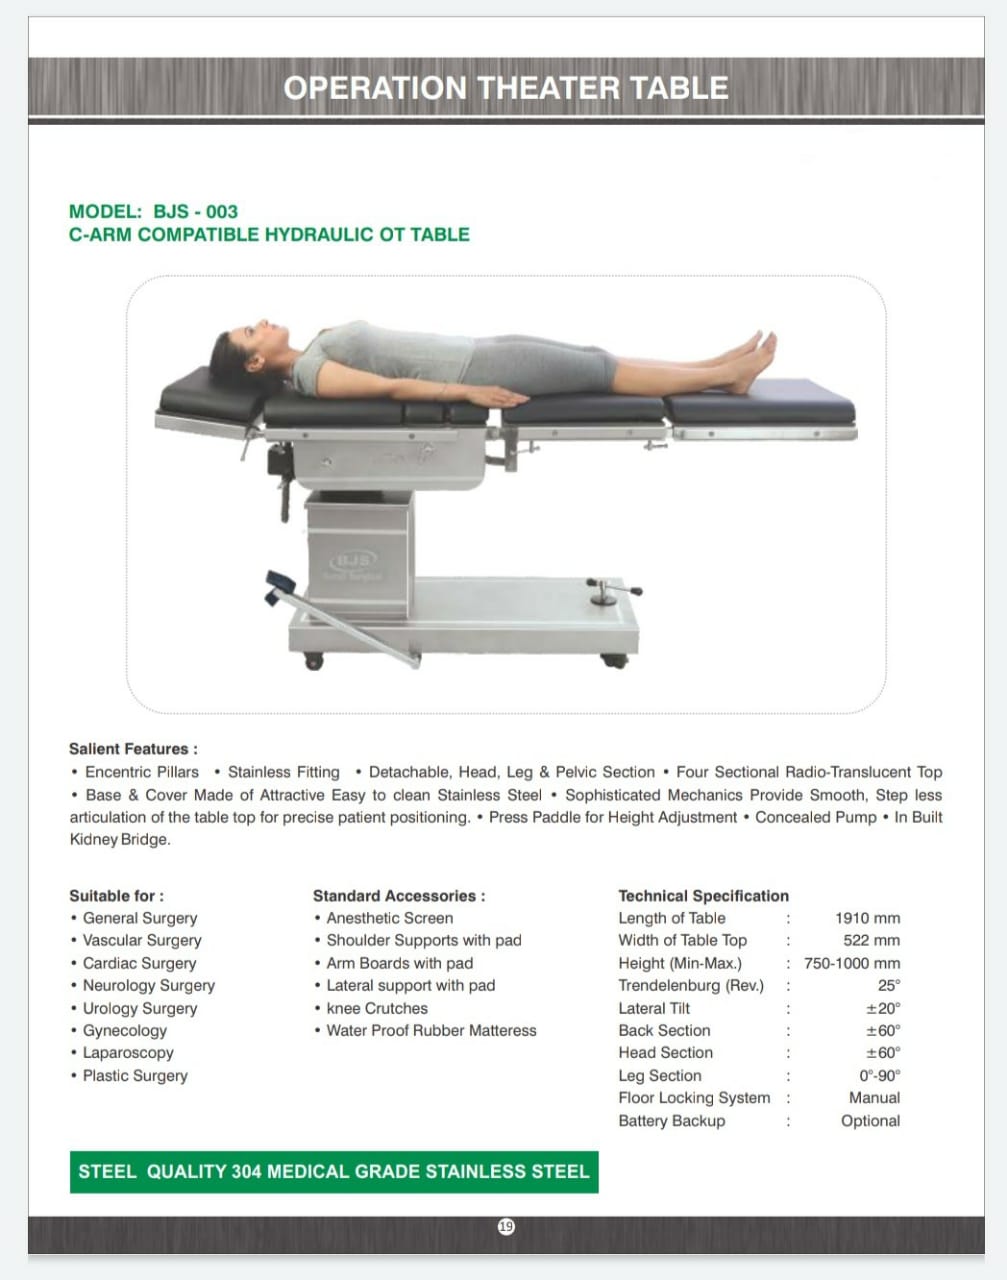 OPERATION THEATER TABLE
MODEL: BJS - 003
C-ARM COMPATIBLE HYDRAULIC OT TABLE
BJS
Salient Features :
• Encentric Pillars • Stainless Fitting • Detachable, Head, Leg & Pelvic Section • Four Sectional Radio-Translucent Top
• Base & Cover Made of Attractive Easy to clean Stainless Steel • Sophisticated Mechanics Provide Smooth, Step less
articulation of the table top for precise patient positioning. • Press Paddle for Height Adjustment • Concealed Pump • In Built
Kidney Bridge.
Suitable for :
• General Surgery
• Vascular Surgery
• Cardiac Surgery
• Neurology Surgery
• Urology Surgery
• Gynecology
• Laparoscopy
• Plastic Surgery
Standard Accessories :
• Anesthetic Screen
• Shoulder Supports with pad
• Arm Boards with pad
• Lateral support with pad
• knee Crutches
• Water Proof Rubber Matteress
Technical Specification
Length of Table : 1910 mm
Width of Table Top : 522 mm
Height (Min-Max.) : 750-1000 mm
Trendelenburg (Rev.) : 25°
Lateral Tilt : ±20°
Back Section : ±60°
Head Section : ±60°
Leg Section : 0°-90°
Floor Locking System : Manual
Battery Backup : Optional
STEEL QUALITY 304 MEDICAL GRADE STAINLESS STEEL
19